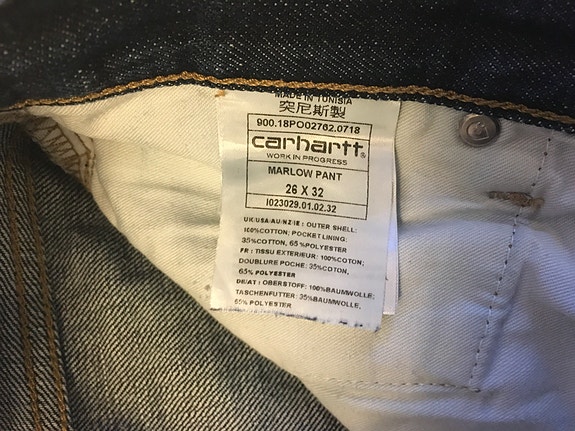 MADE IN TUNISIA
突尼斯製
900.18PO02762.0718
carhartt®
WORK IN PROGRESS
MARLOW PANT
26 X 32
I023029.01.02.32
UK/USA/AU/NZ/IE : OUTER SHELL:
100%COTTON; POCKET LINING:
35%COTTON, 65%POLYESTER
FR : TISSU EXTERIEUR: 100%COTON;
DOUBLURE POCHE: 35%COTON,
65% POLYESTER
DE/AT : OBERSTOFF: 100%BAUMWOLLE;
TASCHENFUTTER: 35%BAUMWOLLE,
65% POLYESTER